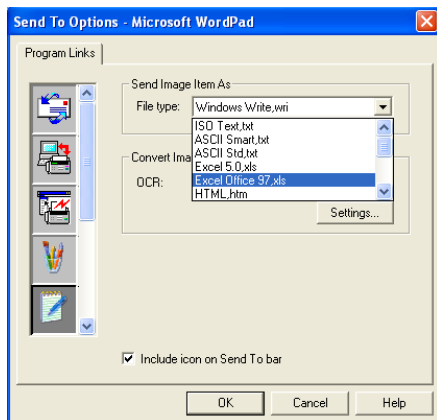 Send To Options - Microsoft WordPad
Program Links
Send Image Item As
File type:
Windows Write,wri
ISO Text,txt
ASCII Smart,txt
ASCII Std,txt
Excel 5.0,xls
Excel Office 97,xls
HTML,htm
Convert Ima
OCR:
Settings...
Include icon on Send To bar
OK
Cancel
Help